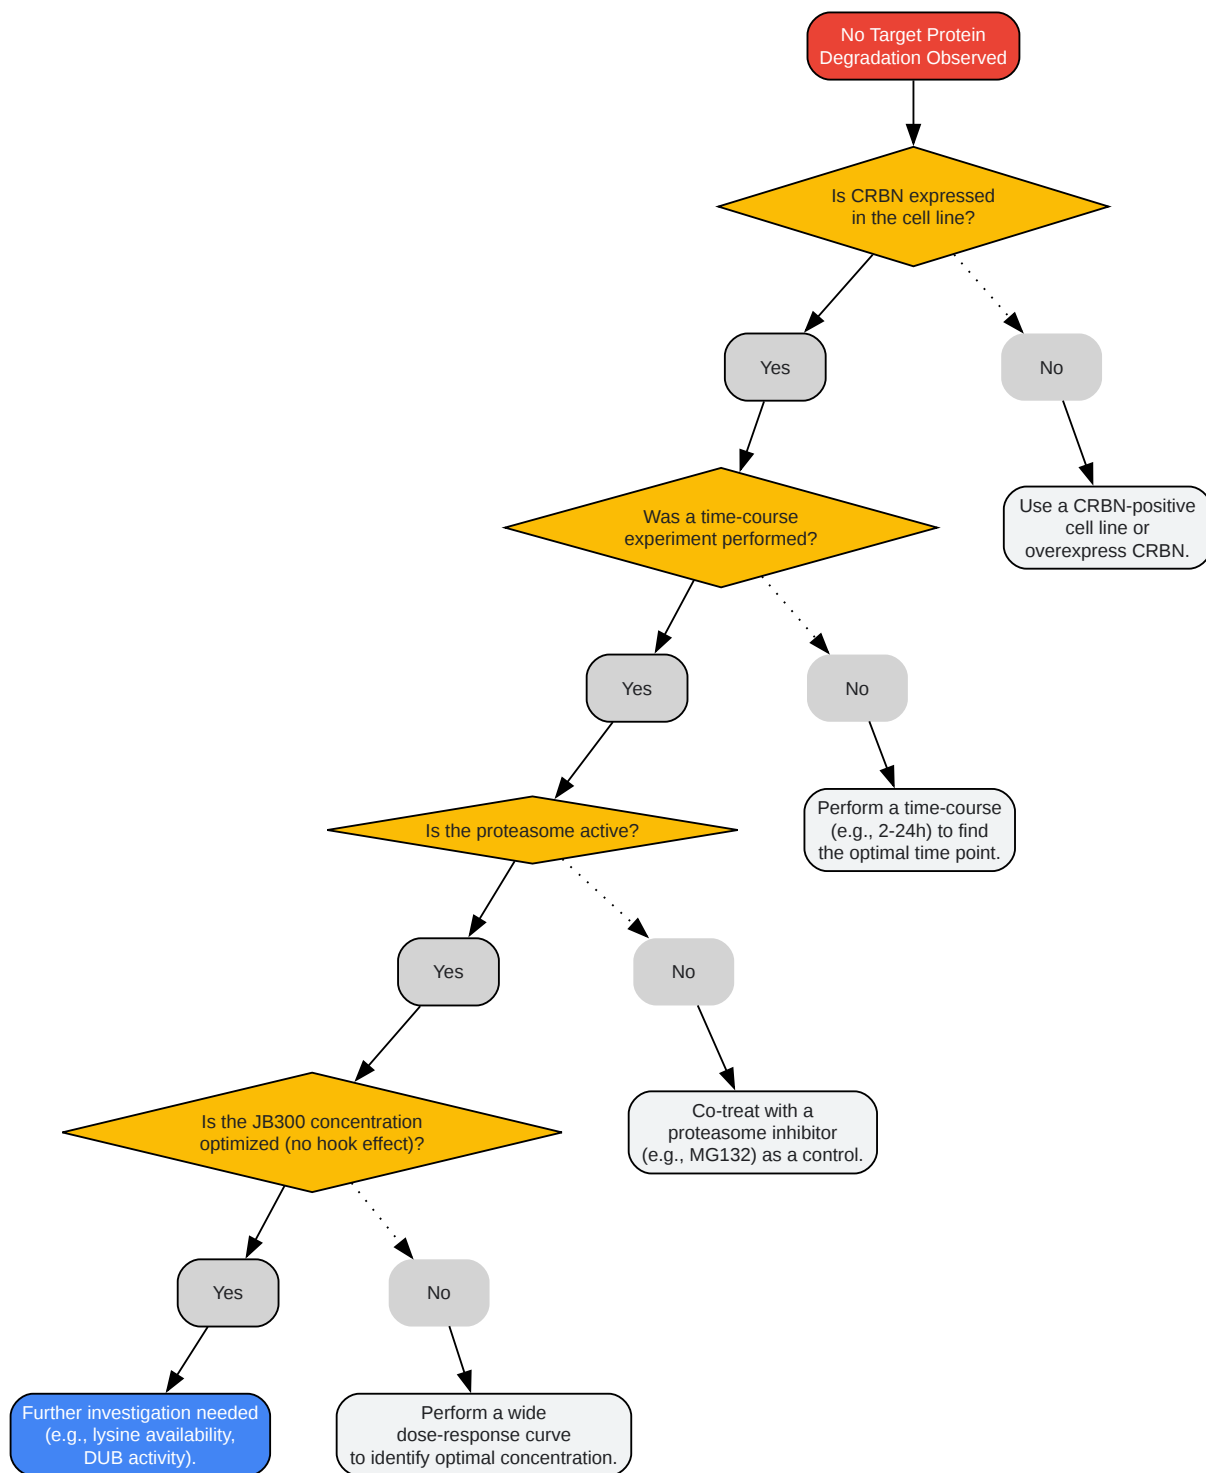 No Target Protein
Degradation Observed
Is CRBN expressed
in the cell line?
Yes
No
Use a CRBN-positive
cell line or
overexpress CRBN.
Was a time-course
experiment performed?
Yes
No
Perform a time-course
(e.g., 2-24h) to find
the optimal time point.
Is the proteasome active?
Yes
No
Co-treat with a
proteasome inhibitor
(e.g., MG132) as a control.
Is the JB300 concentration
optimized (no hook effect)?
Yes
No
Further investigation needed
(e.g., lysine availability,
DUB activity).
Perform a wide
dose-response curve
to identify optimal concentration.